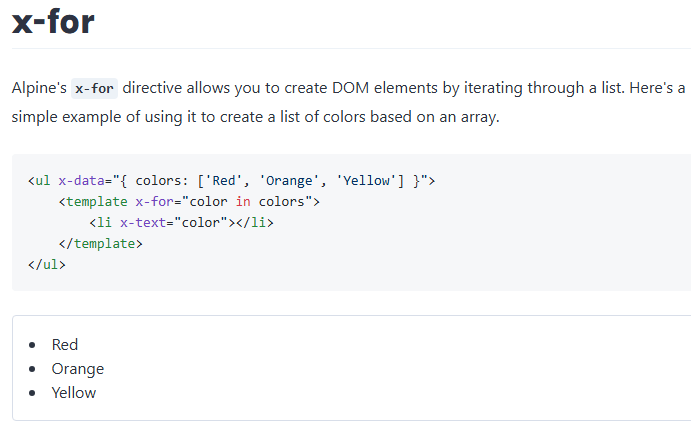 x-for
Alpine's x-for directive allows you to create DOM elements by iterating through a list. Here's a
simple example of using it to create a list of colors based on an array.
<ul x-data="{ colors: ['Red', 'Orange', 'Yellow'] }">
    <template x-for="color in colors">
        <li x-text="color"></li>
    </template>
</ul>
• Red
• Orange
• Yellow